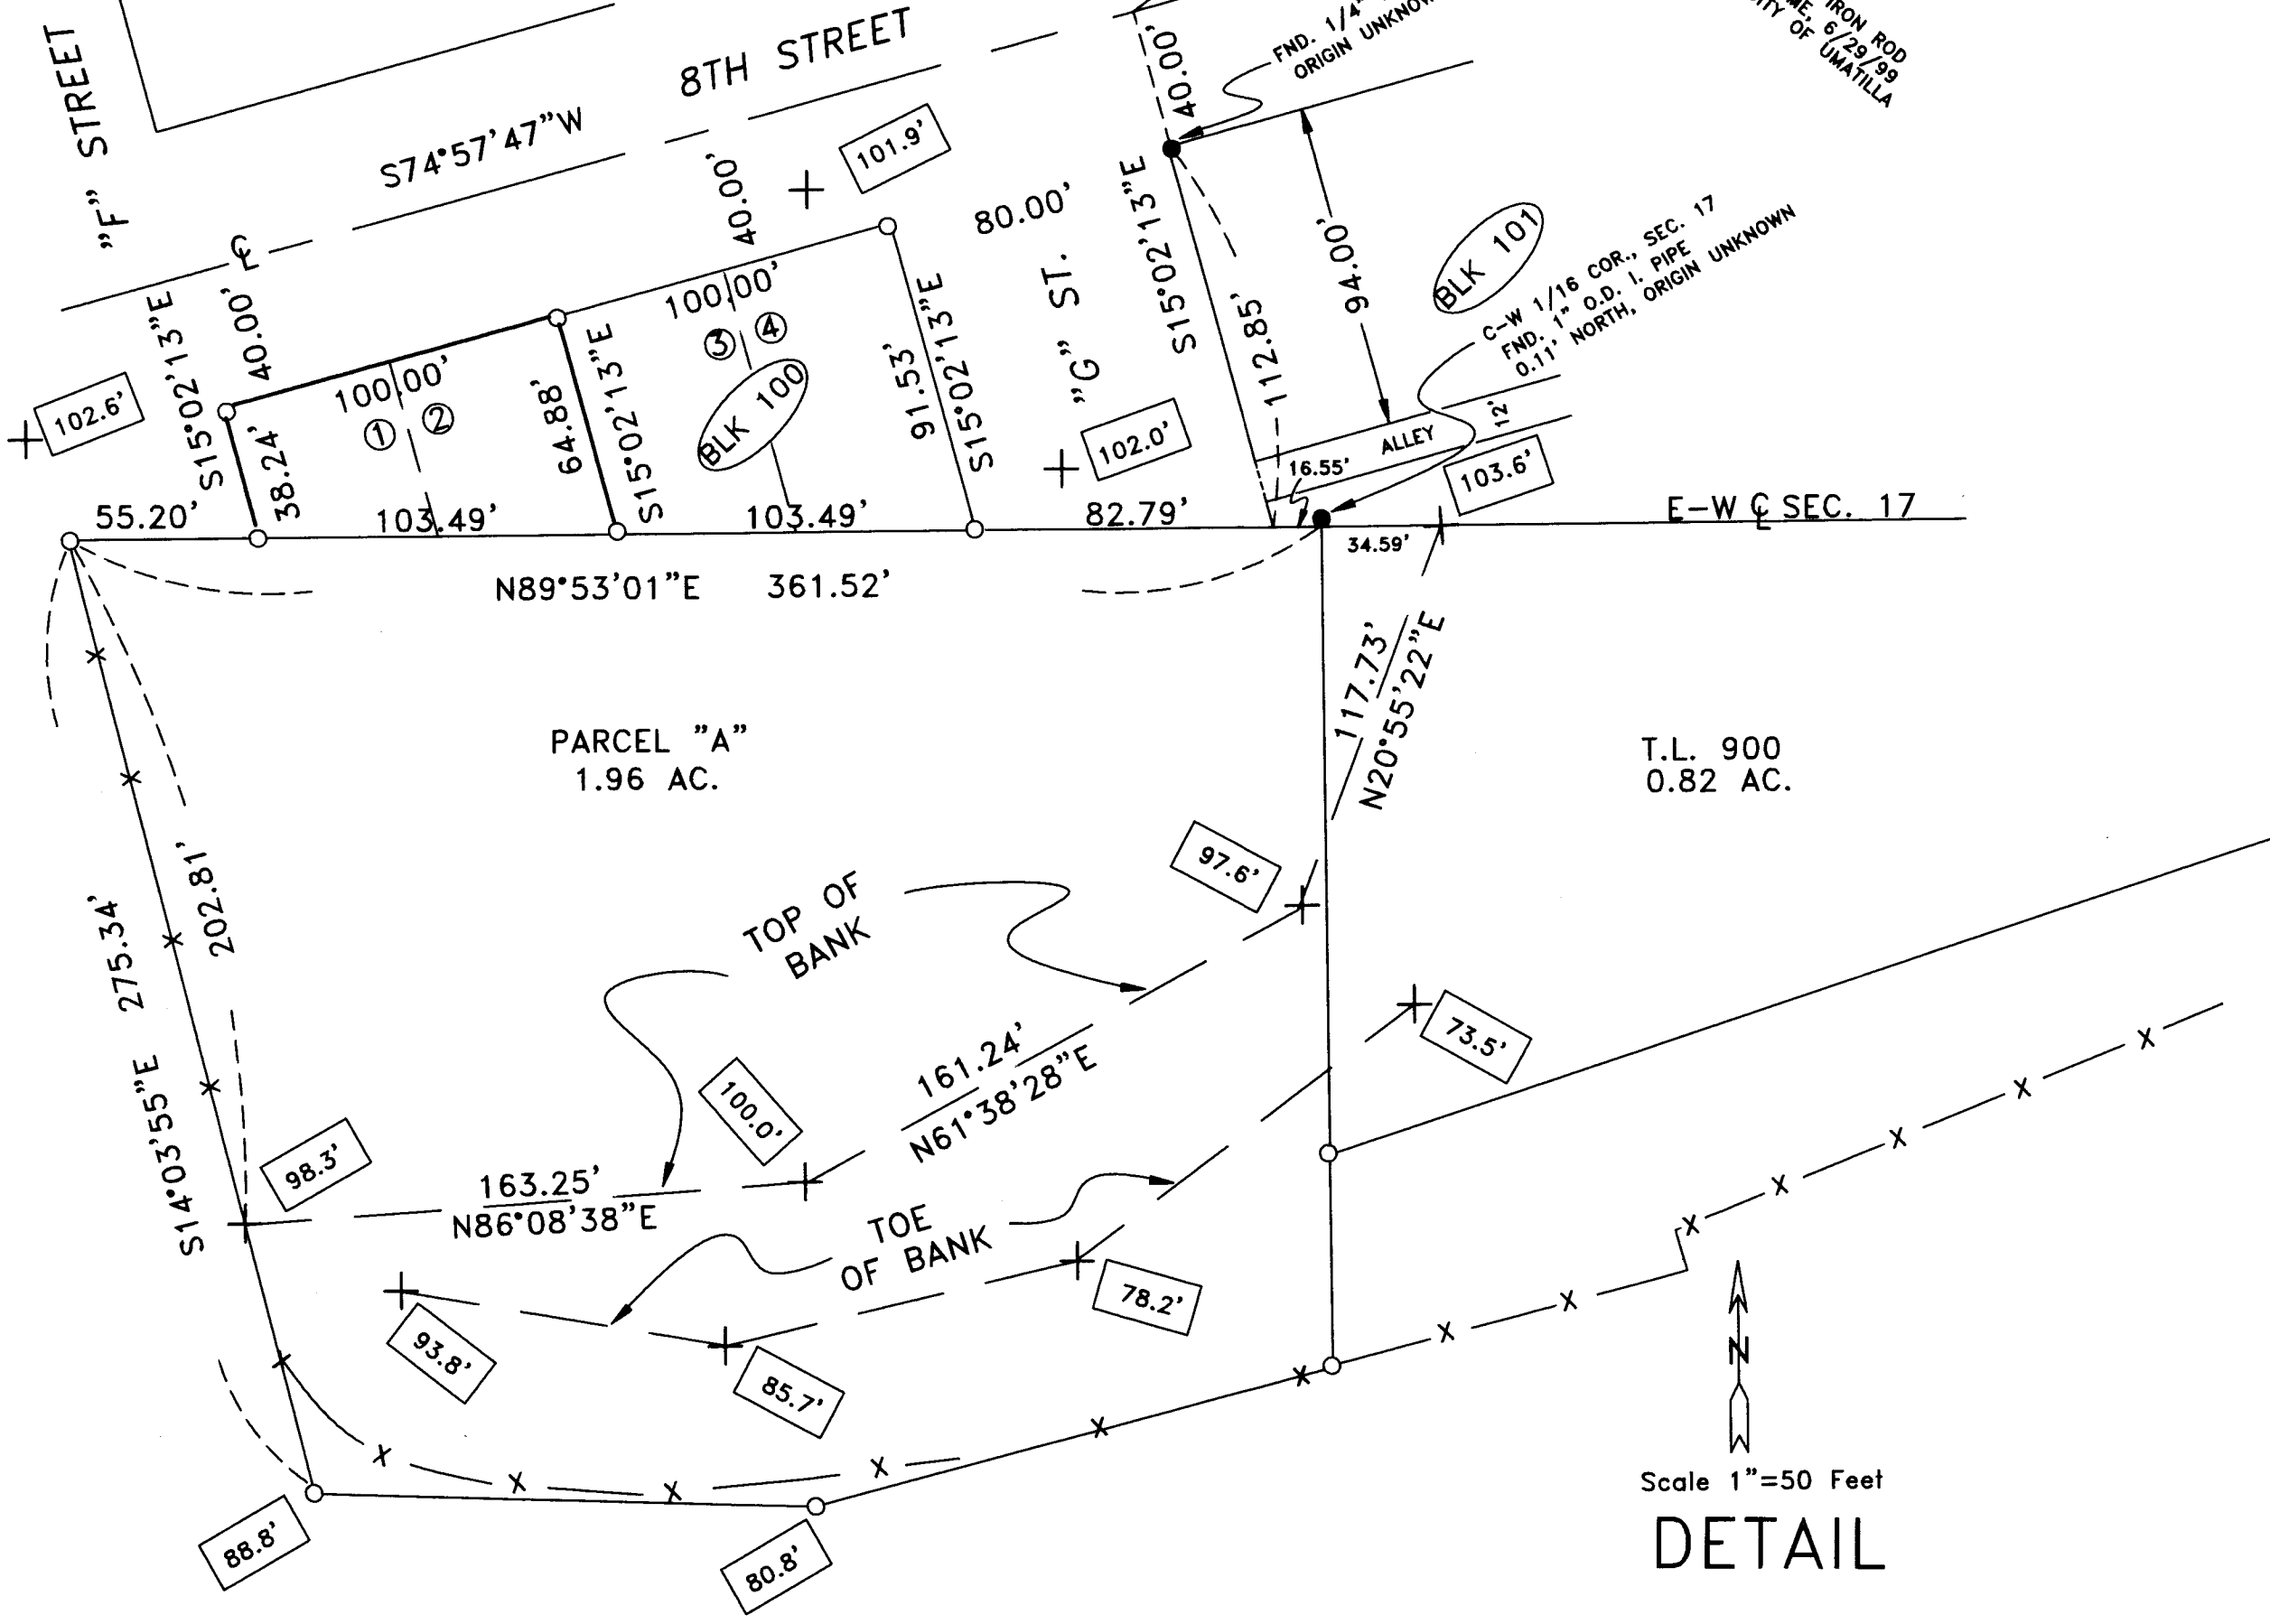 "F" STREET
8TH STREET
S74°57'47"W
40.00'
FND. 1/4"
ORIGIN UNKNOWN
IRON ROD
6/29/99
OF UMATILLA
101.9'
40.00'
80.00'
S15°02'13"E
94.00'
BLK 101
C-W 1/16 COR., SEC. 17
FND. 1" O.D. I. PIPE
0.11' NORTH, ORIGIN UNKNOWN
℄
40.00'
S15°02'13"E
102.6'
100.00'
① ②
38.24'
64.88'
S15°02'13"E
100.00'
③ ④
BLK 100
91.53'
S15°02'13"E
"G" ST.
102.0'
112.85'
ALLEY
12'
16.55'
103.6'
55.20'
103.49'
103.49'
82.79'
34.59'
E-W ℄ SEC. 17
N89°53'01"E 361.52'
117.73'
N20°55'22"E
PARCEL "A"
1.96 AC.
T.L. 900
0.82 AC.
S14°03'55"E 275.34'
202.81'
97.6'
TOP OF
BANK
73.5'
161.24'
N61°38'28"E
100.0'
98.3'
163.25'
N86°08'38"E
TOE
OF BANK
78.2'
93.8'
85.7'
88.8'
80.8'
N
Scale 1"=50 Feet
DETAIL